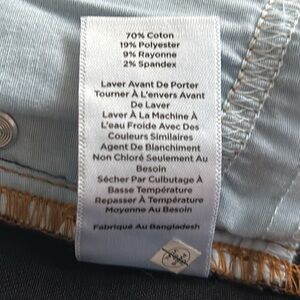 70% Coton
19% Polyester
9% Rayonne
2% Spandex
Laver Avant De Porter
Tourner À L'envers Avant
De Laver
Laver À La Machine À
L'eau Froide Avec Des
Couleurs Similaires
Agent De Blanchiment
Non Chloré Seulement Au
Besoin
Sécher Par Culbutage À
Basse Température
Repasser À Température
Moyenne Au Besoin
Fabriqué Au Bangladesh